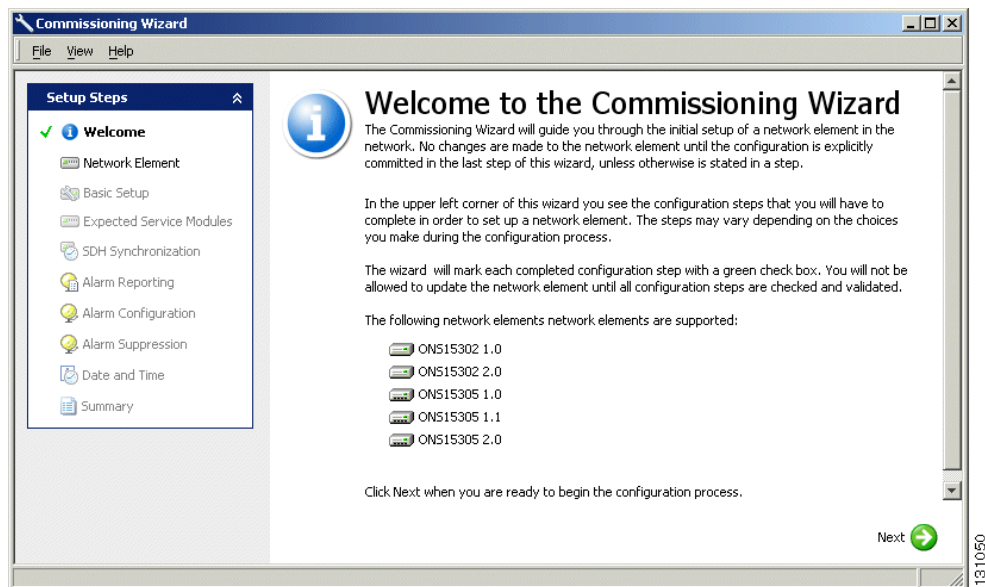 Commissioning Wizard
File View Help
Setup Steps
Welcome
Network Element
Basic Setup
Expected Service Modules
SDH Synchronization
Alarm Reporting
Alarm Configuration
Alarm Suppression
Date and Time
Summary
Welcome to the Commissioning Wizard
The Commissioning Wizard will guide you through the initial setup of a network element in the
network. No changes are made to the network element until the configuration is explicitly
committed in the last step of this wizard, unless otherwise is stated in a step.
In the upper left corner of this wizard you see the configuration steps that you will have to
complete in order to set up a network element. The steps may vary depending on the choices
you make during the configuration process.
The wizard will mark each completed configuration step with a green check box. You will not be
allowed to update the network element until all configuration steps are checked and validated.
The following network elements network elements are supported:
ONS15302 1.0
ONS15302 2.0
ONS15305 1.0
ONS15305 1.1
ONS15305 2.0
Click Next when you are ready to begin the configuration process.
Next
131050